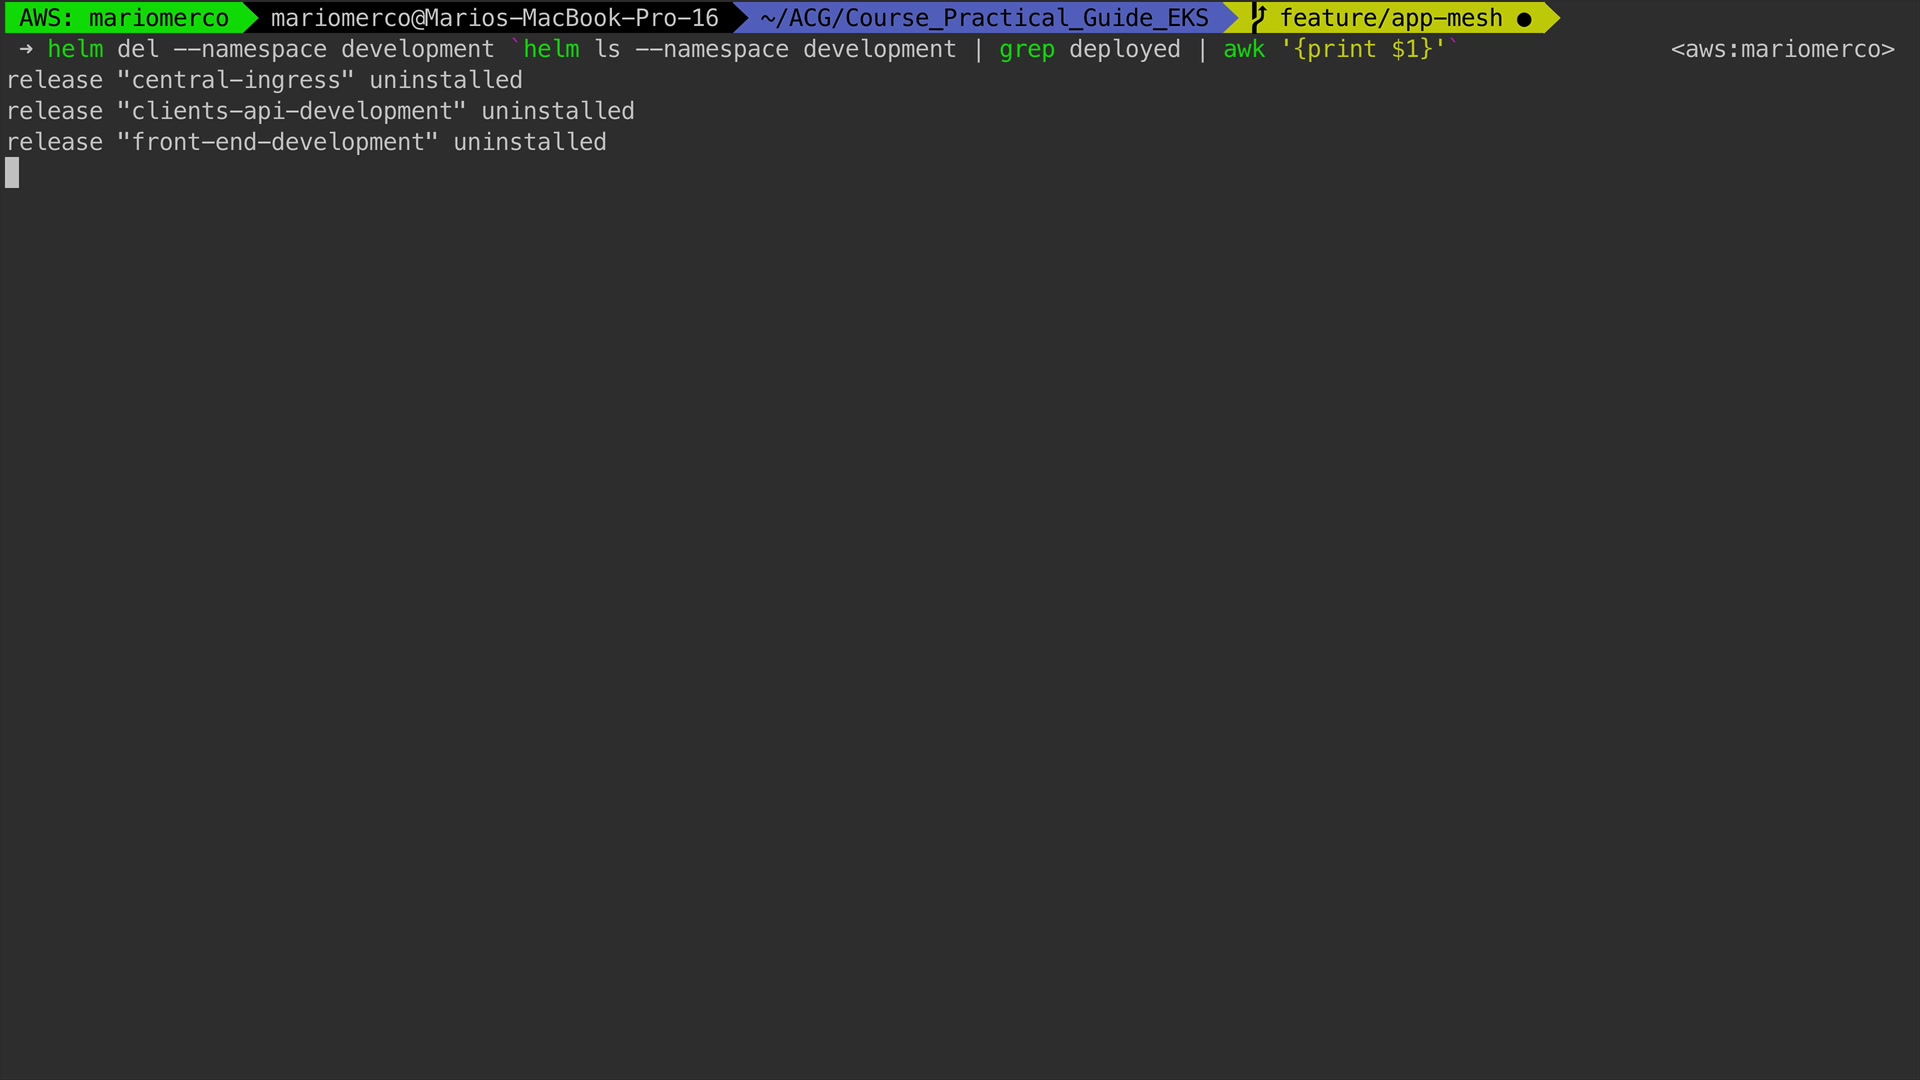 AWS: mariomerco mariomerco@Marios-MacBook-Pro-16 ~/ACG/Course_Practical_Guide_EKS feature/app-mesh ●
→ helm del --namespace development `helm ls --namespace development | grep deployed | awk '{print $1}'` <aws:mariomerco>
release "central-ingress" uninstalled
release "clients-api-development" uninstalled
release "front-end-development" uninstalled